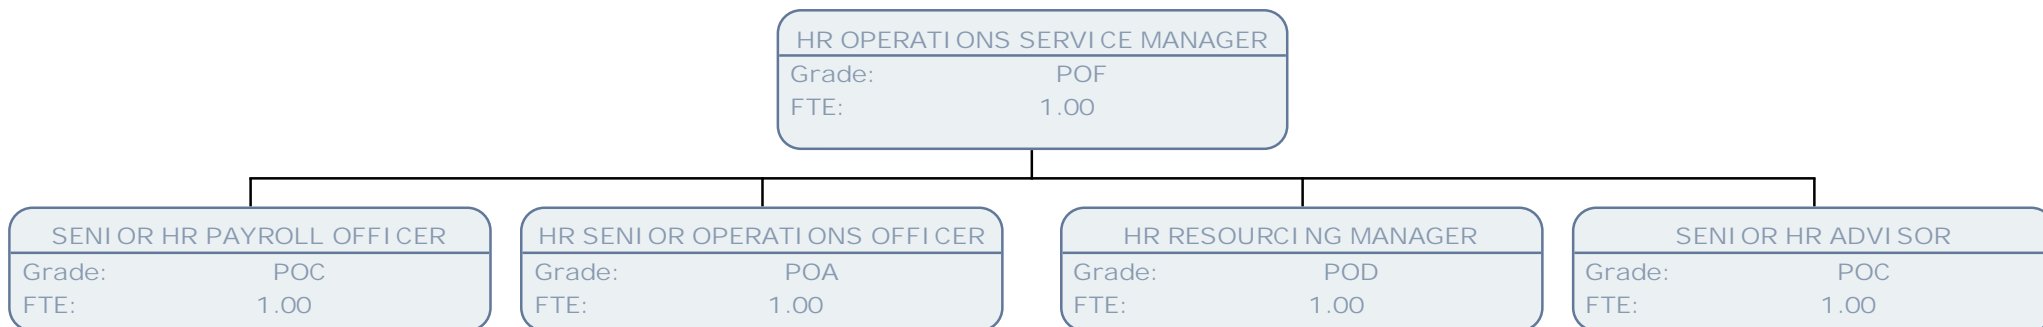 HR OPERATIONS SERVICE MANAGER
Grade: POF
FTE: 1.00
SENIOR HR PAYROLL OFFICER
Grade: POC
FTE: 1.00
HR SENIOR OPERATIONS OFFICER
Grade: POA
FTE: 1.00
HR RESOURCING MANAGER
Grade: POD
FTE: 1.00
SENIOR HR ADVISOR
Grade: POC
FTE: 1.00